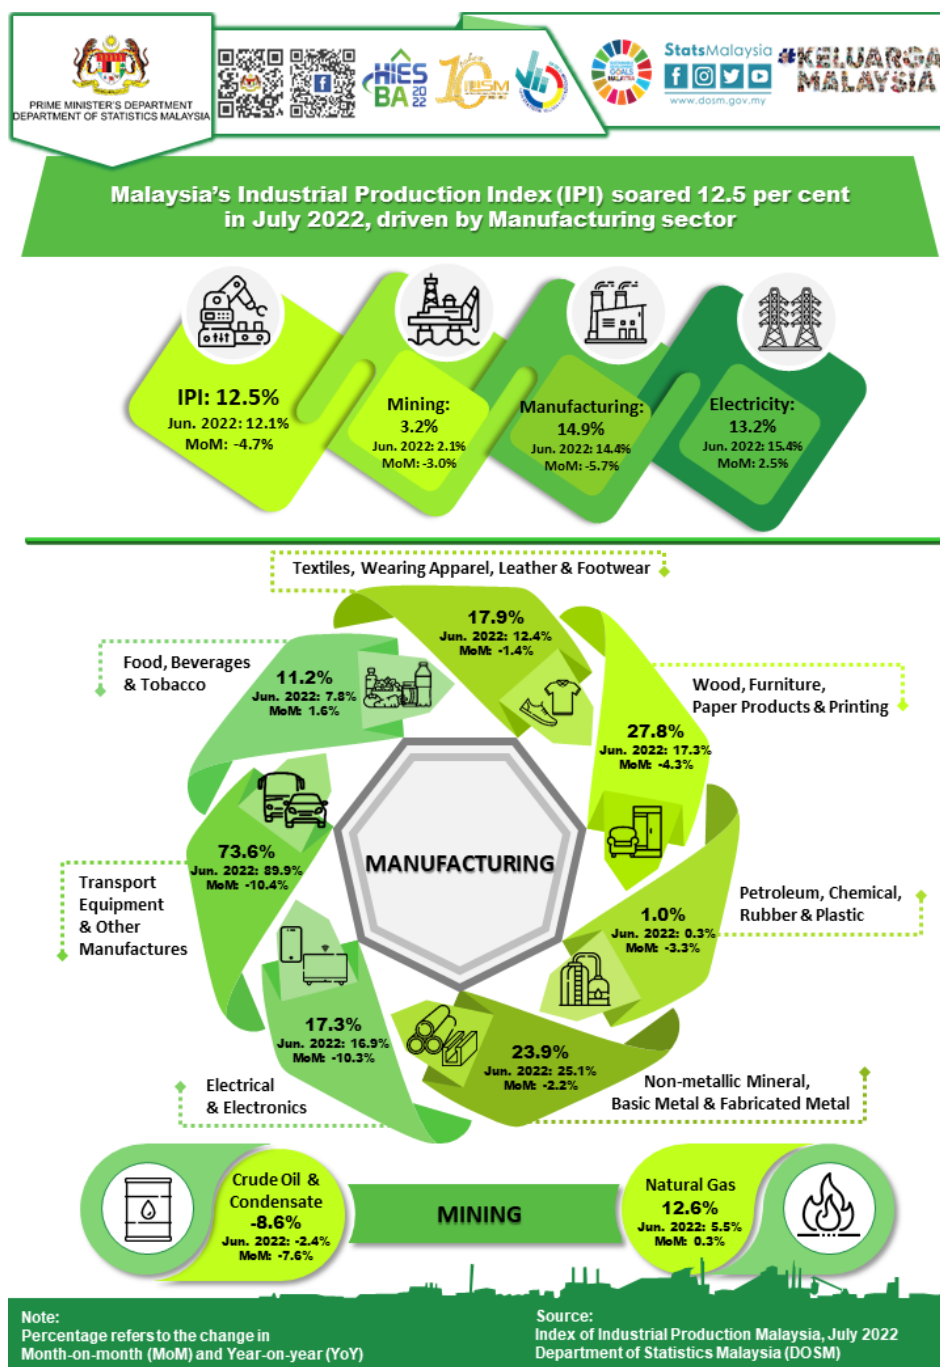 PRIME MINISTER'S DEPARTMENT
DEPARTMENT OF STATISTICS MALAYSIA
HIES
BA 2022
StatsMalaysia
www.dosm.gov.my
#KELUARGA
MALAYSIA
Malaysia's Industrial Production Index (IPI) soared 12.5 per cent
in July 2022, driven by Manufacturing sector
IPI: 12.5%
Jun. 2022: 12.1%
MoM: -4.7%
Mining:
3.2%
Jun. 2022: 2.1%
MoM: -3.0%
Manufacturing:
14.9%
Jun. 2022: 14.4%
MoM: -5.7%
Electricity:
13.2%
Jun. 2022: 15.4%
MoM: 2.5%
Textiles, Wearing Apparel, Leather & Footwear
17.9%
Jun. 2022: 12.4%
MoM: -1.4%
Food, Beverages
& Tobacco
11.2%
Jun. 2022: 7.8%
MoM: 1.6%
Wood, Furniture,
Paper Products & Printing
27.8%
Jun. 2022: 17.3%
MoM: -4.3%
MANUFACTURING
73.6%
Jun. 2022: 89.9%
MoM: -10.4%
Transport
Equipment
& Other
Manufactures
Petroleum, Chemical,
Rubber & Plastic
1.0%
Jun. 2022: 0.3%
MoM: -3.3%
17.3%
Jun. 2022: 16.9%
MoM: -10.3%
Electrical
& Electronics
23.9%
Jun. 2022: 25.1%
MoM: -2.2%
Non-metallic Mineral,
Basic Metal & Fabricated Metal
Crude Oil &
Condensate
-8.6%
Jun. 2022: -2.4%
MoM: -7.6%
MINING
Natural Gas
12.6%
Jun. 2022: 5.5%
MoM: 0.3%
Note:
Percentage refers to the change in
Month-on-month (MoM) and Year-on-year (YoY)
Source:
Index of Industrial Production Malaysia, July 2022
Department of Statistics Malaysia (DOSM)